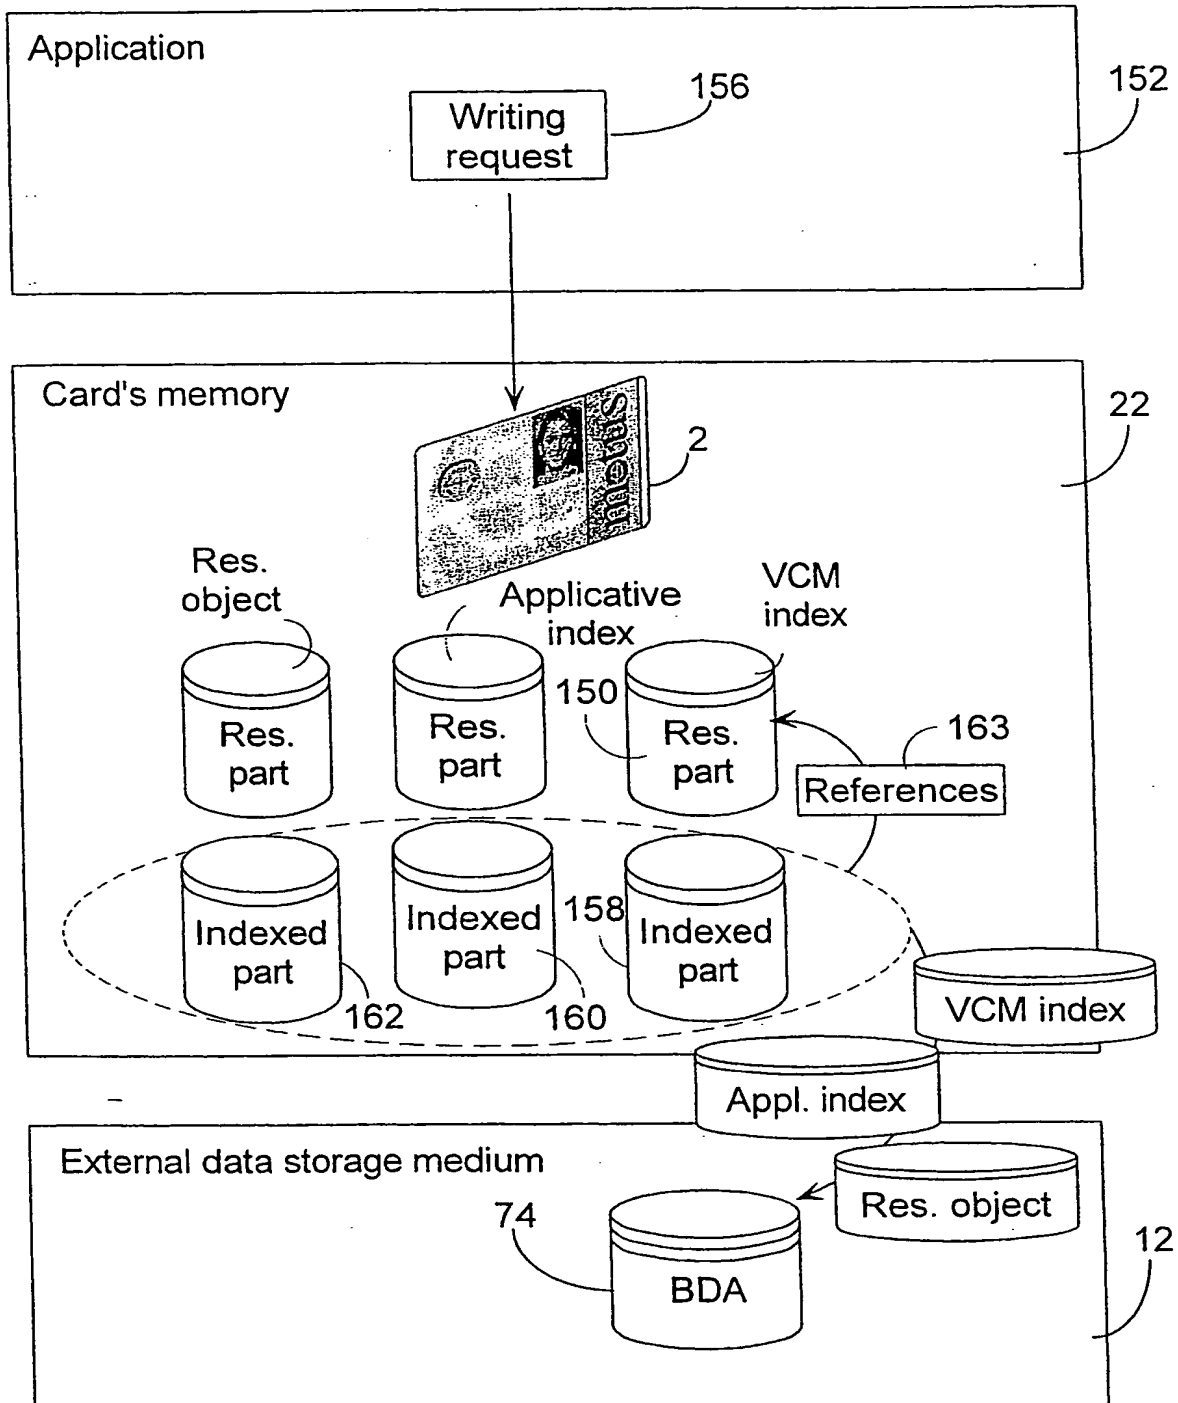 Application
156
152
Writing
request
Card's memory
22
2
Res.
object
Applicative
index
VCM
index
150
Res.
part
Res.
part
Res.
part
163
References
Indexed
part
Indexed
part
158
Indexed
part
162
160
VCM index
Appl. index
External data storage medium
Res. object
74
BDA
12